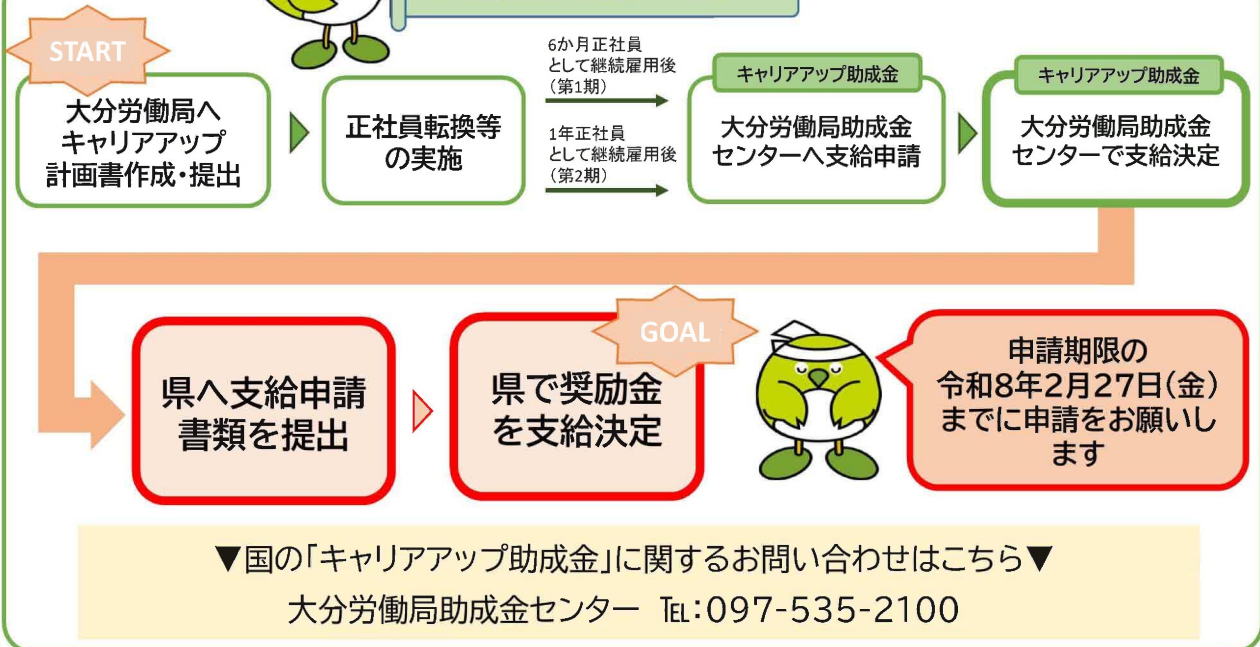 START
大分労働局へ
キャリアアップ
計画書作成・提出
正社員転換等
の実施
6か月正社員
として継続雇用後
（第1期）
1年正社員
として継続雇用後
（第2期）
キャリアアップ助成金
大分労働局助成金
センターへ支給申請
キャリアアップ助成金
大分労働局助成金
センターで支給決定
県へ支給申請
書類を提出
GOAL
県で奨励金
を支給決定
申請期限の
令和8年2月27日（金）
までに申請をお願いし
ます
▼国の「キャリアアップ助成金」に関するお問い合わせはこちら▼
大分労働局助成金センター ℡：097-535-2100